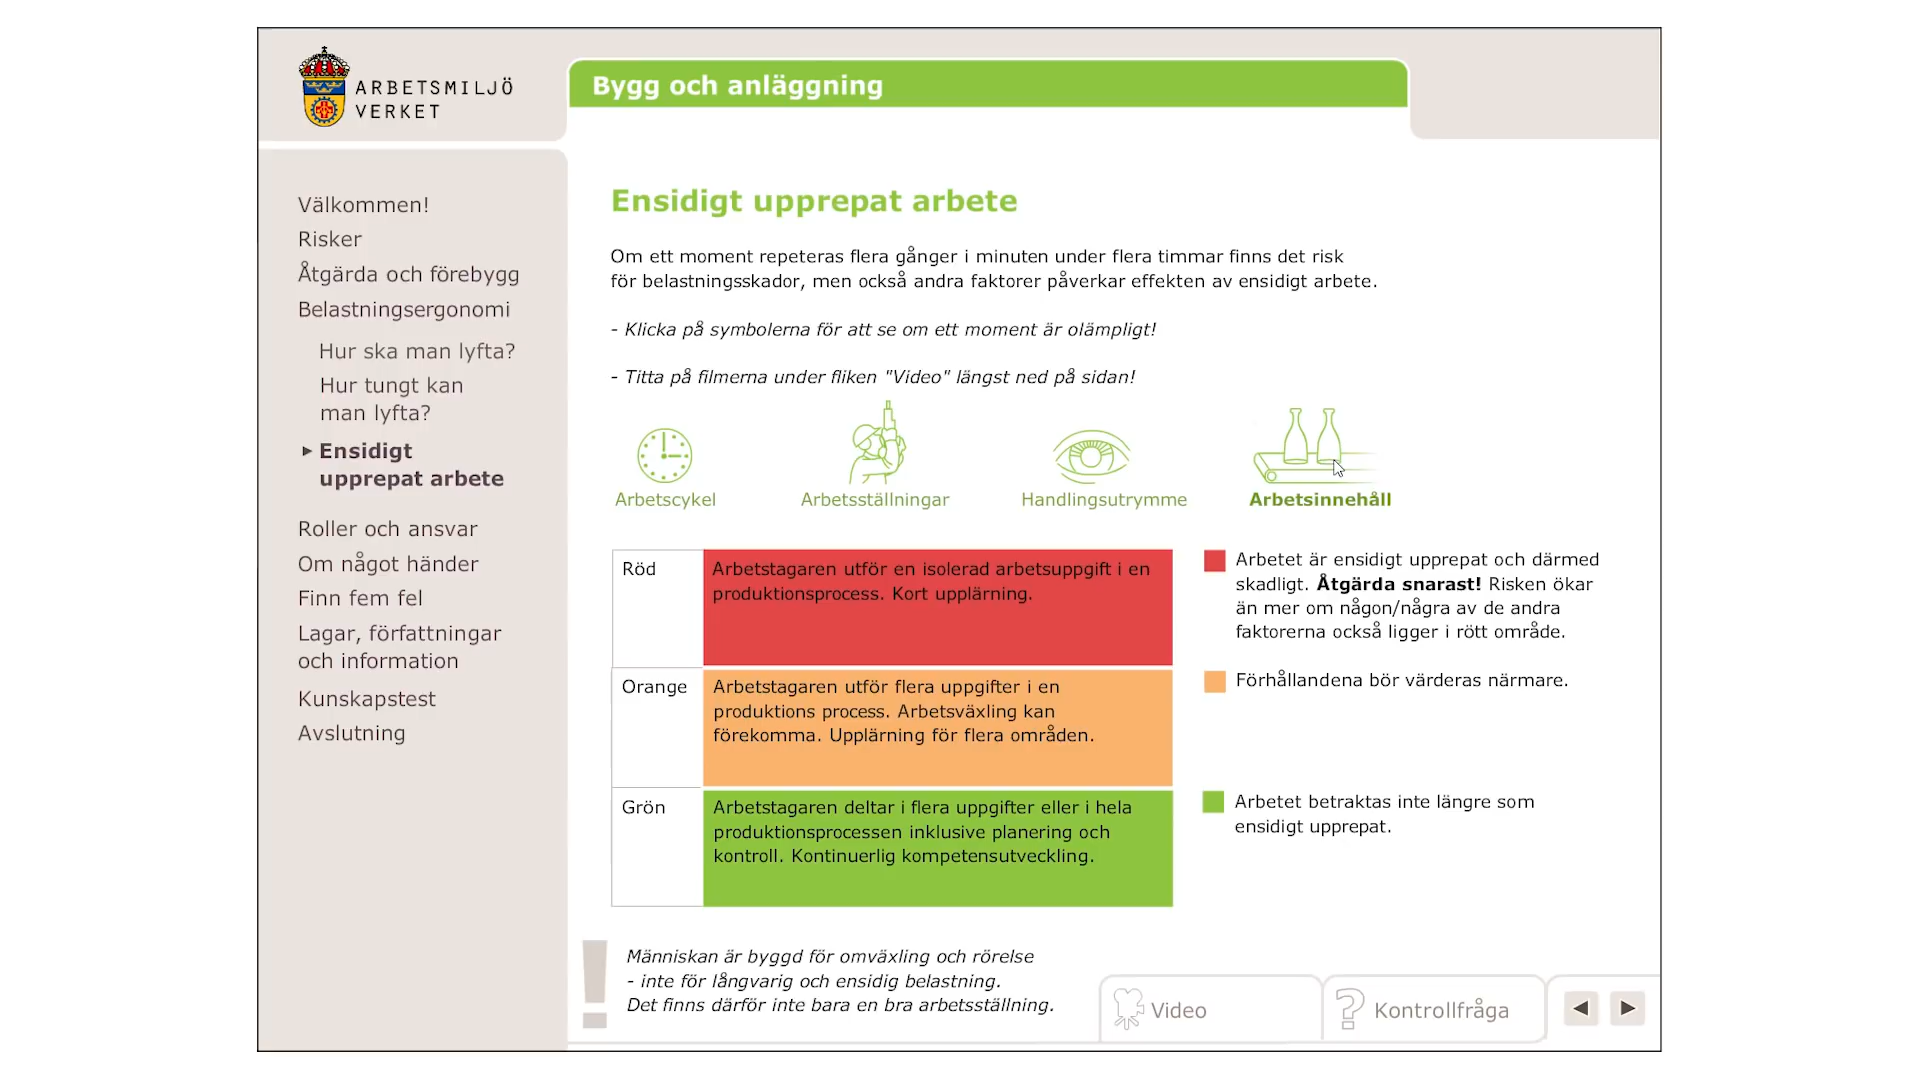 ARBETSMILJÖ
VERKET
Bygg och anläggning
Välkommen!
Risker
Åtgärda och förebygg
Belastningsergonomi
Hur ska man lyfta?
Hur tungt kan
man lyfta?
Ensidigt
upprepat arbete
Roller och ansvar
Om något händer
Finn fem fel
Lagar, författningar
och information
Kunskapstest
Avslutning
Ensidigt upprepat arbete
Om ett moment repeteras flera gånger i minuten under flera timmar finns det risk
för belastningsskador, men också andra faktorer påverkar effekten av ensidigt arbete.
- Klicka på symbolerna för att se om ett moment är olämpligt!
- Titta på filmerna under fliken "Video" längst ned på sidan!
Arbetscykel
Arbetsställningar
Handlingsutrymme
Arbetsinnehåll
Röd
Arbetstagaren utför en isolerad arbetsuppgift i en
produktionsprocess. Kort upplärning.
Orange
Arbetstagaren utför flera uppgifter i en
produktions process. Arbetsväxling kan
förekomma. Upplärning för flera områden.
Grön
Arbetstagaren deltar i flera uppgifter eller i hela
produktionsprocessen inklusive planering och
kontroll. Kontinuerlig kompetensutveckling.
Arbetet är ensidigt upprepat och därmed
skadligt. Åtgärda snarast! Risken ökar
än mer om någon/några av de andra
faktorerna också ligger i rött område.
Förhållandena bör värderas närmare.
Arbetet betraktas inte längre som
ensidigt upprepat.
Människan är byggd för omväxling och rörelse
- inte för långvarig och ensidig belastning.
Det finns därför inte bara en bra arbetsställning.
Video
Kontrollfråga